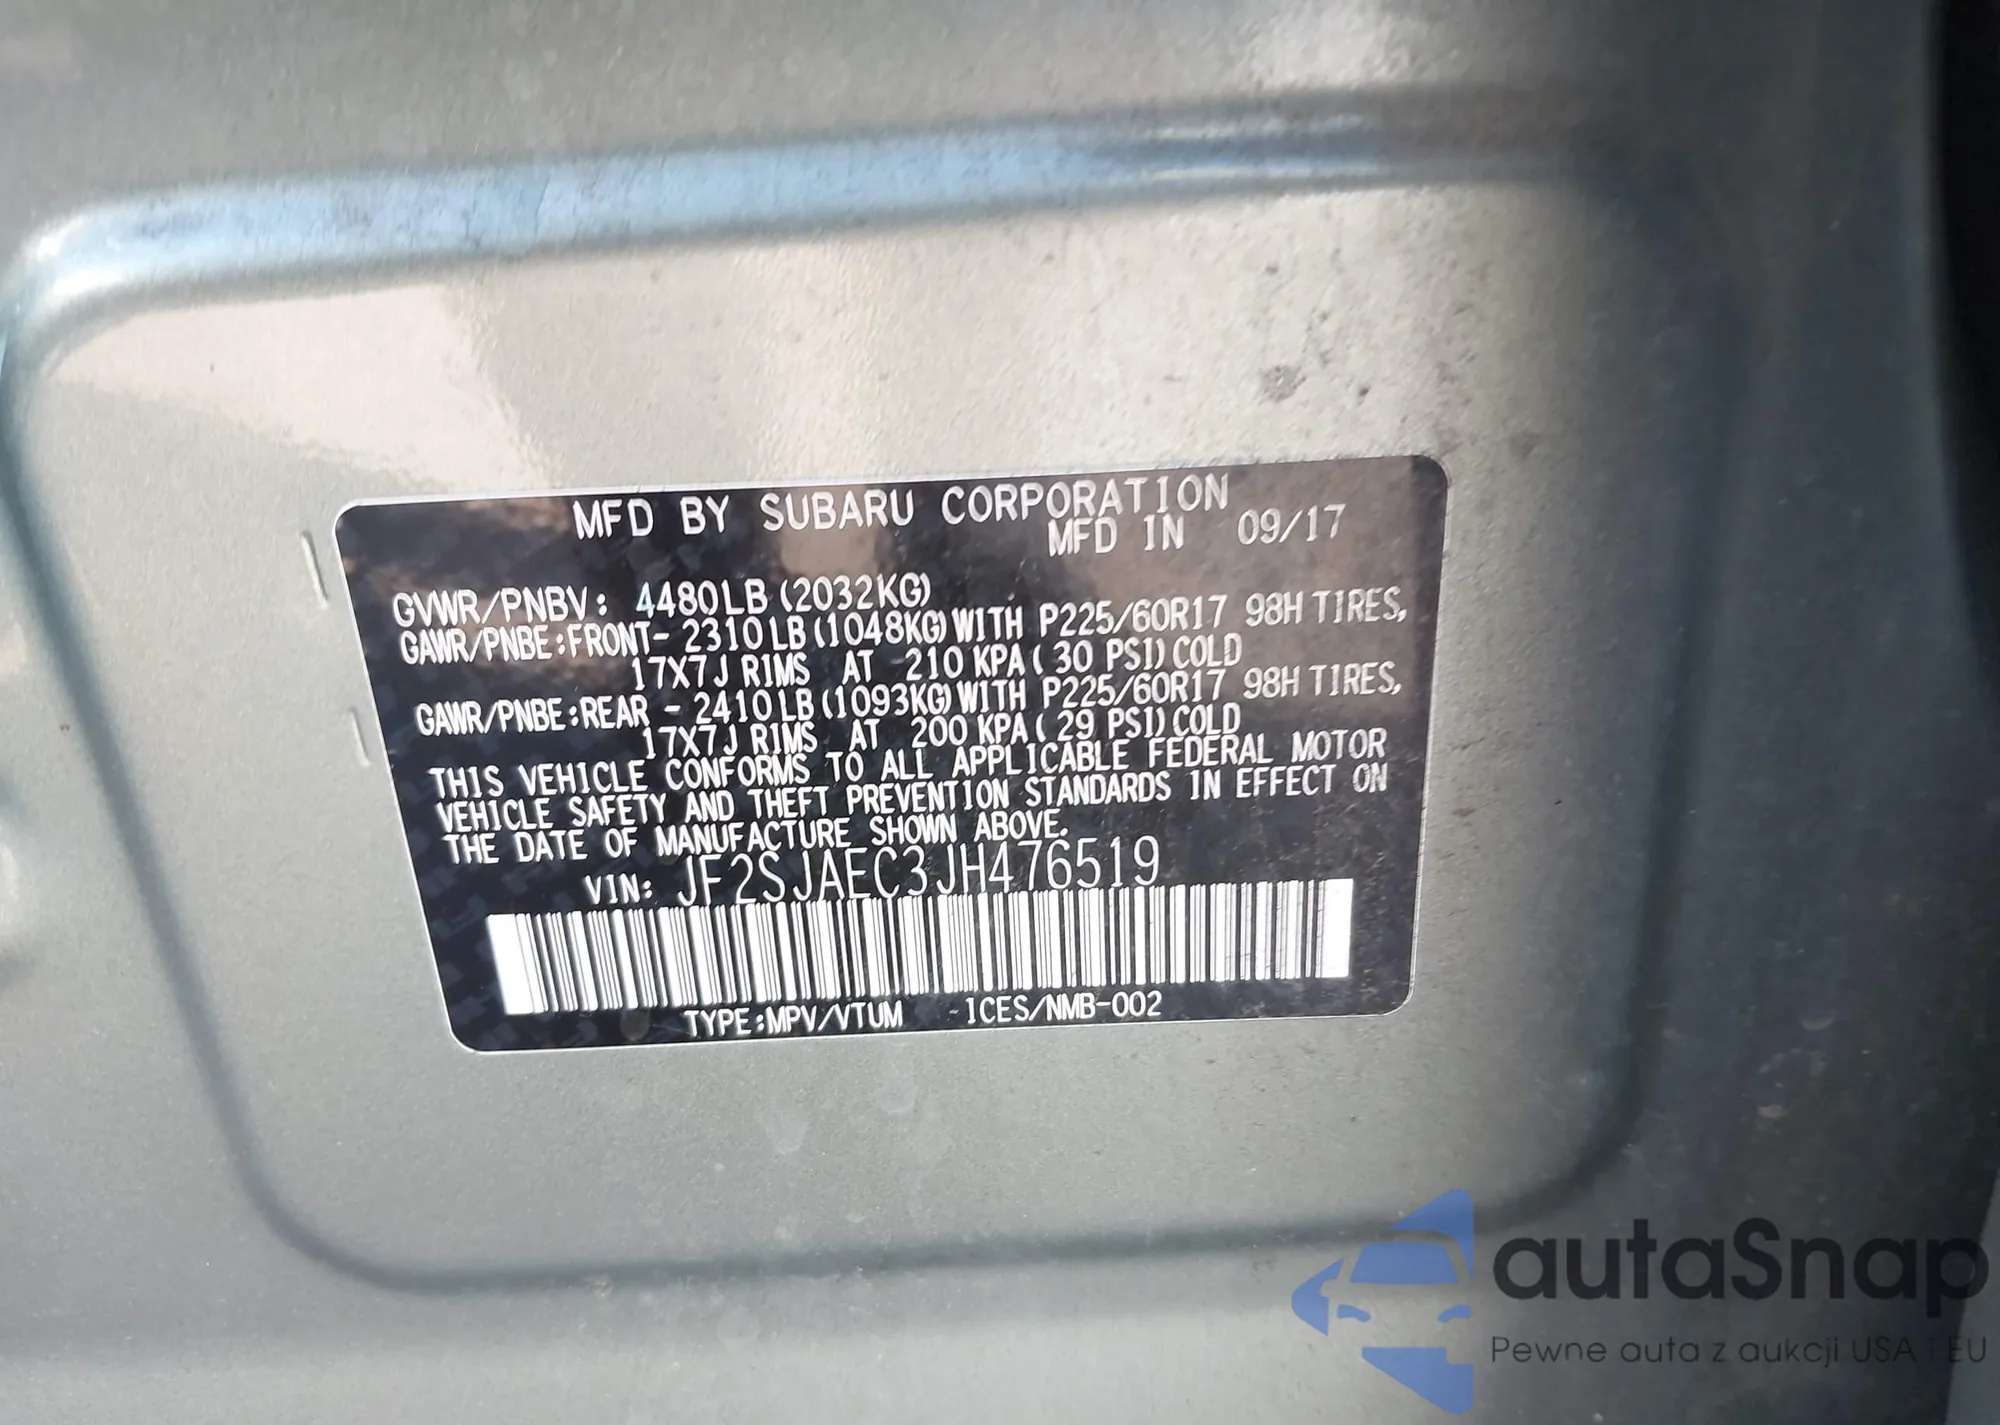 MFD BY SUBARU CORPORATION
MFD IN 09/17
GVWR/PNBV: 4480LB (2032KG)
GAWR/PNBE:FRONT- 2310LB (1048KG) WITH P225/60R17 98H TIRES,
17X7J RIMS AT 210 KPA ( 30 PSI) COLD
GAWR/PNBE:REAR - 2410LB (1093KG) WITH P225/60R17 98H TIRES,
17X7J RIMS AT 200 KPA ( 29 PSI) COLD
THIS VEHICLE CONFORMS TO ALL APPLICABLE FEDERAL MOTOR
VEHICLE SAFETY AND THEFT PREVENTION STANDARDS IN EFFECT ON
THE DATE OF MANUFACTURE SHOWN ABOVE.
VIN: JF2SJAEC3JH476519
TYPE:MPV/VTUM -ICES/NMB-002
autaSnap
Pewne auta z aukcji USA i EU